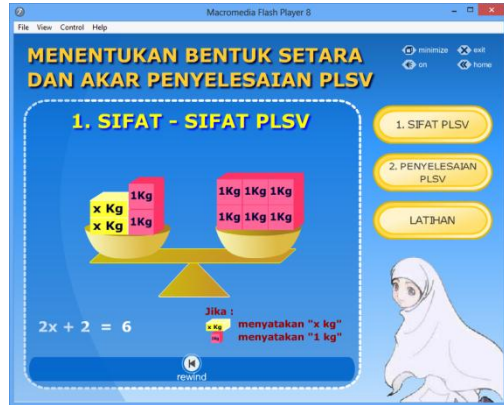 Macromedia Flash Player 8
File View Control Help
MENENTUKAN BENTUK SETARA
DAN AKAR PENYELESAIAN PLSV
minimize exit
on home
1. SIFAT - SIFAT PLSV
x Kg
x Kg
1Kg
1Kg
1Kg 1Kg 1Kg
1Kg 1Kg 1Kg
2x + 2 = 6
Jika :
x Kg menyatakan "x kg"
1Kg menyatakan "1 kg"
rewind
1. SIFAT PLSV
2. PENYELESAIAN
PLSV
LATIHAN